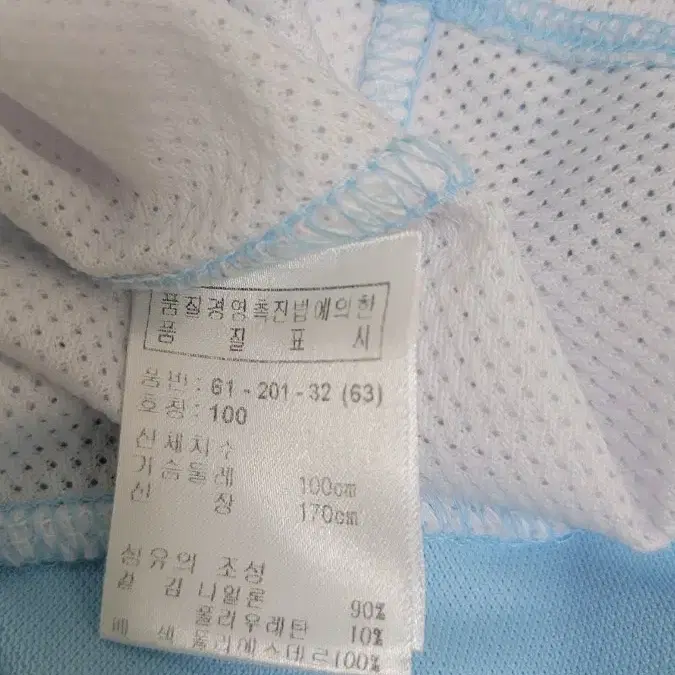 품질경영촉진법에의한
품 질 표 시
품번 : 61 - 201 - 32 (63)
호칭 : 100
신체치수
가슴둘레 100cm
신 장 170cm
섬유의 조성
겉 감 나일론 90%
폴리우레탄 10%
배 색 폴리에스테르100%